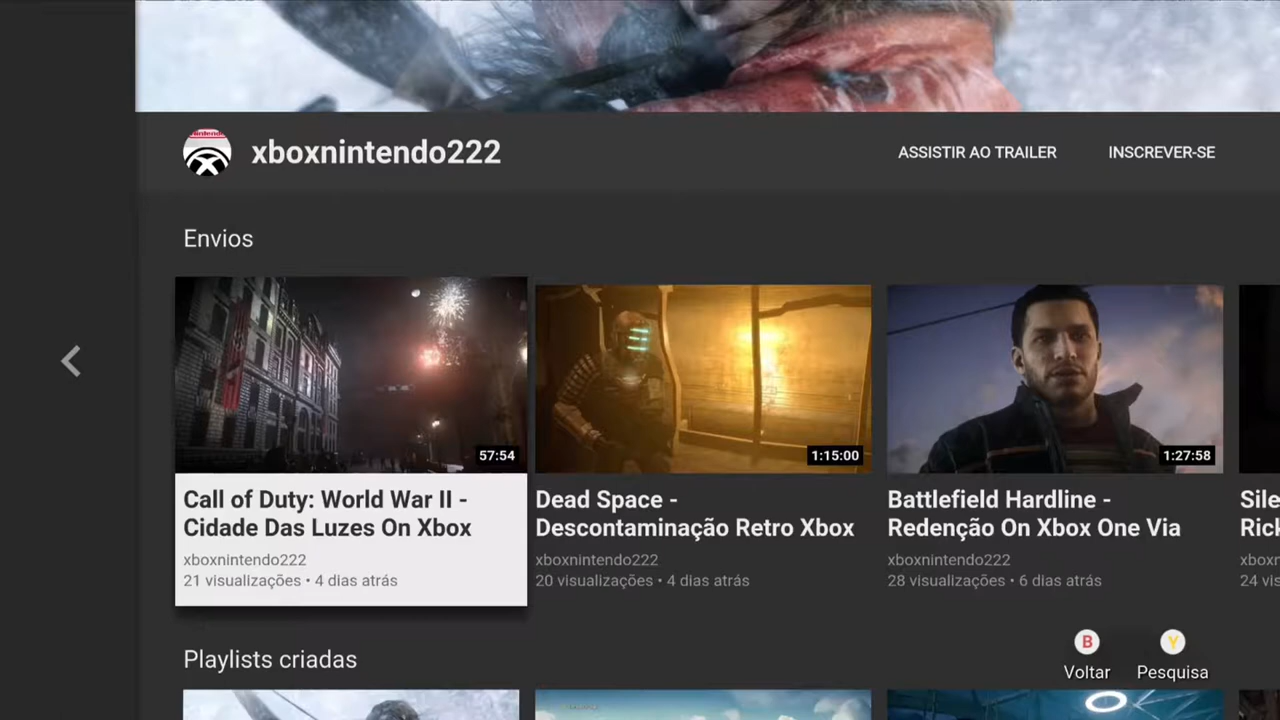 nintendo
xboxnintendo222
ASSISTIR AO TRAILER
INSCREVER-SE
Envios
57:54
1:15:00
1:27:58
Call of Duty: World War II -
Cidade Das Luzes On Xbox
xboxnintendo222
21 visualizações • 4 dias atrás
Dead Space -
Descontaminação Retro Xbox
xboxnintendo222
20 visualizações • 4 dias atrás
Battlefield Hardline -
Redenção On Xbox One Via
xboxnintendo222
28 visualizações • 6 dias atrás
24 vis
Playlists criadas
B
Voltar
Y
Pesquisa